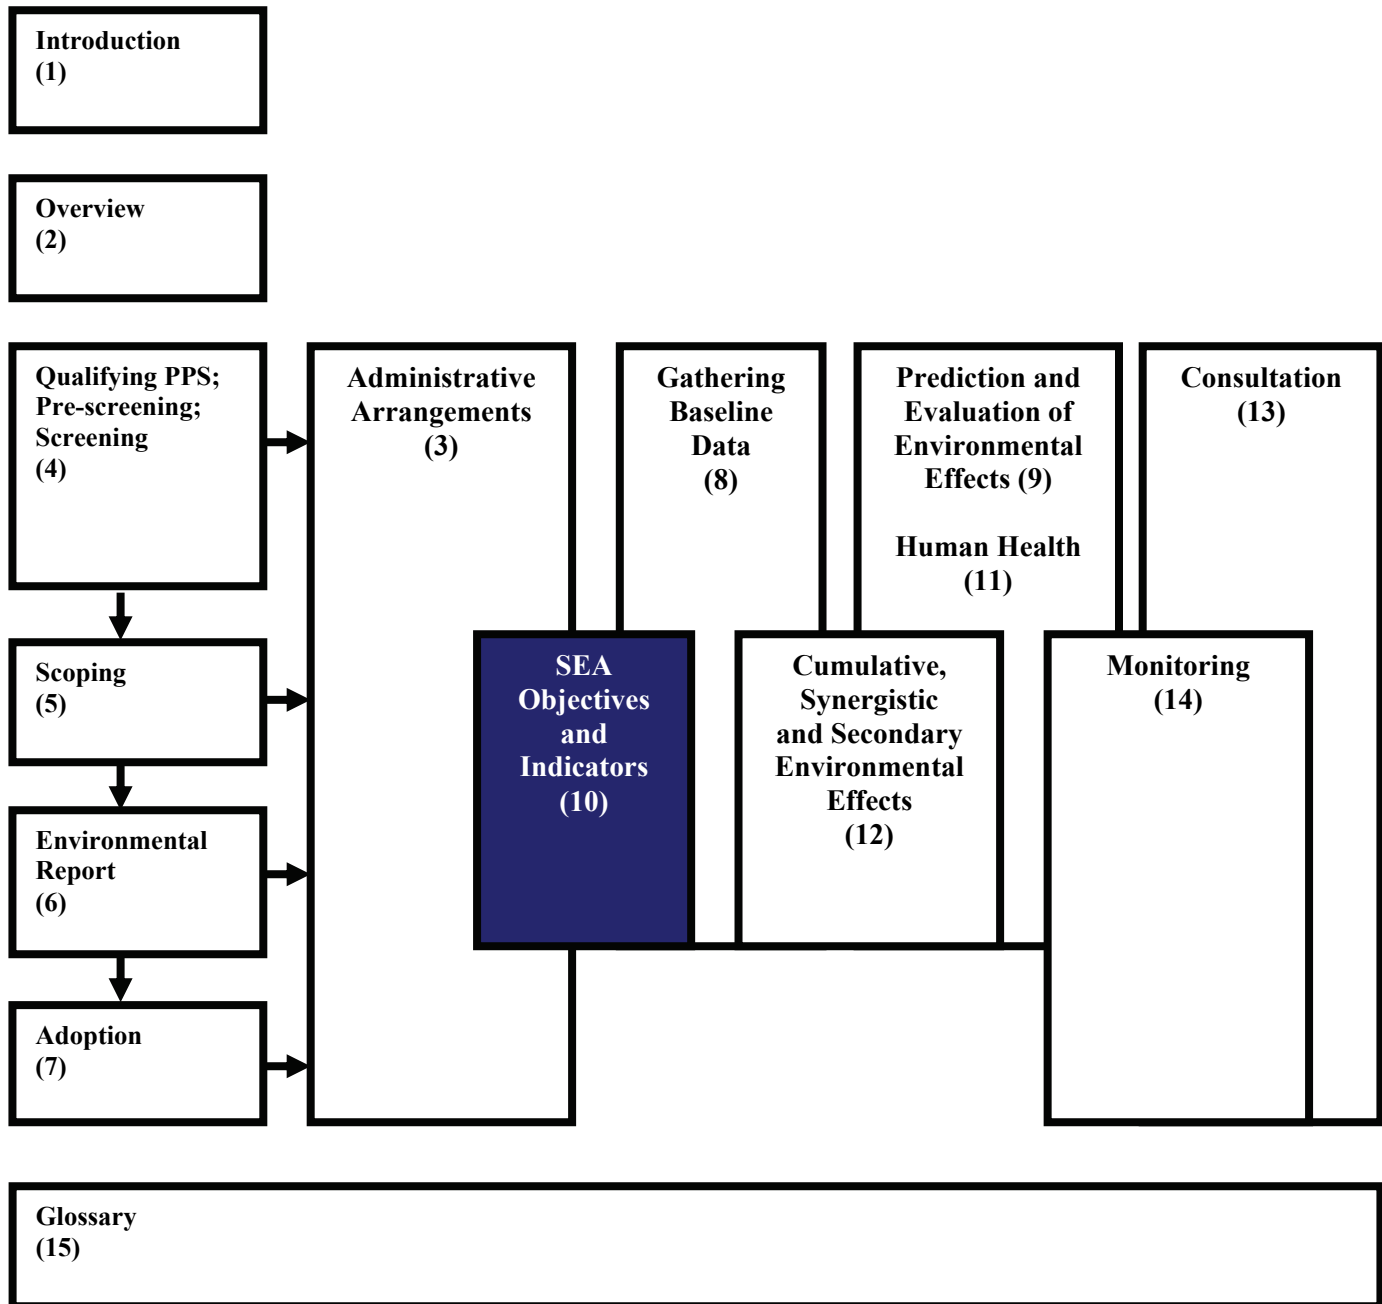 Introduction
(1)
Overview
(2)
Qualifying PPS;
Pre-screening;
Screening
(4)
Administrative
Arrangements
(3)
Gathering
Baseline
Data
(8)
Prediction and
Evaluation of
Environmental
Effects (9)
Human Health
(11)
Consultation
(13)
Scoping
(5)
SEA
Objectives
and
Indicators
(10)
Cumulative,
Synergistic
and Secondary
Environmental
Effects
(12)
Monitoring
(14)
Environmental
Report
(6)
Adoption
(7)
Glossary
(15)